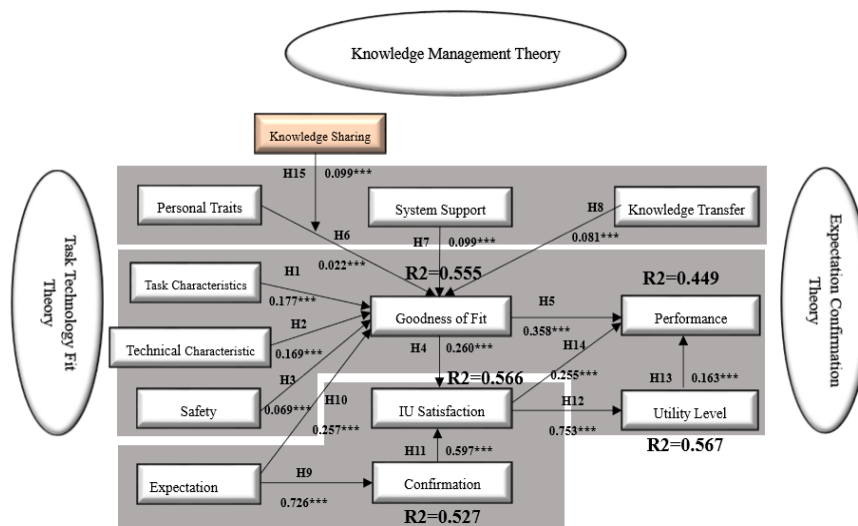 Knowledge Management Theory
Knowledge Sharing
H15
0.099***
Personal Traits
System Support
Knowledge Transfer
H6
0.022***
H7
0.099***
H8
0.081***
R2=0.555
Task Characteristics
H1
0.177***
Technical Characteristic
H2
0.169***
Safety
H3
0.069***
Goodness of Fit
H5
0.358***
R2=0.449
Performance
H4
0.260***
H14
0.255***
H13
0.163***
R2=0.566
H10
0.257***
IU Satisfaction
H12
0.753***
Utility Level
R2=0.567
H11
0.597***
Expectation
H9
0.726***
Confirmation
R2=0.527
Task Technology Fit
Theory
Expectation Confirmation
Theory